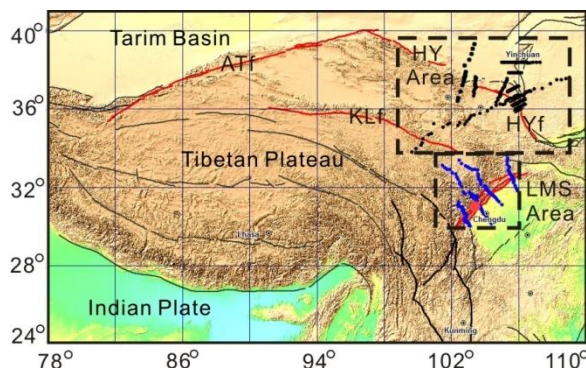 40°
36°
32°
28°
24°
Tarim Basin
ATf
HY
Area
Yinchuan
HYf
KLf
Tibetan Plateau
LMS
Area
Chengdu
Lhasa
Indian Plate
Kunming
78°
86°
94°
102°
110°